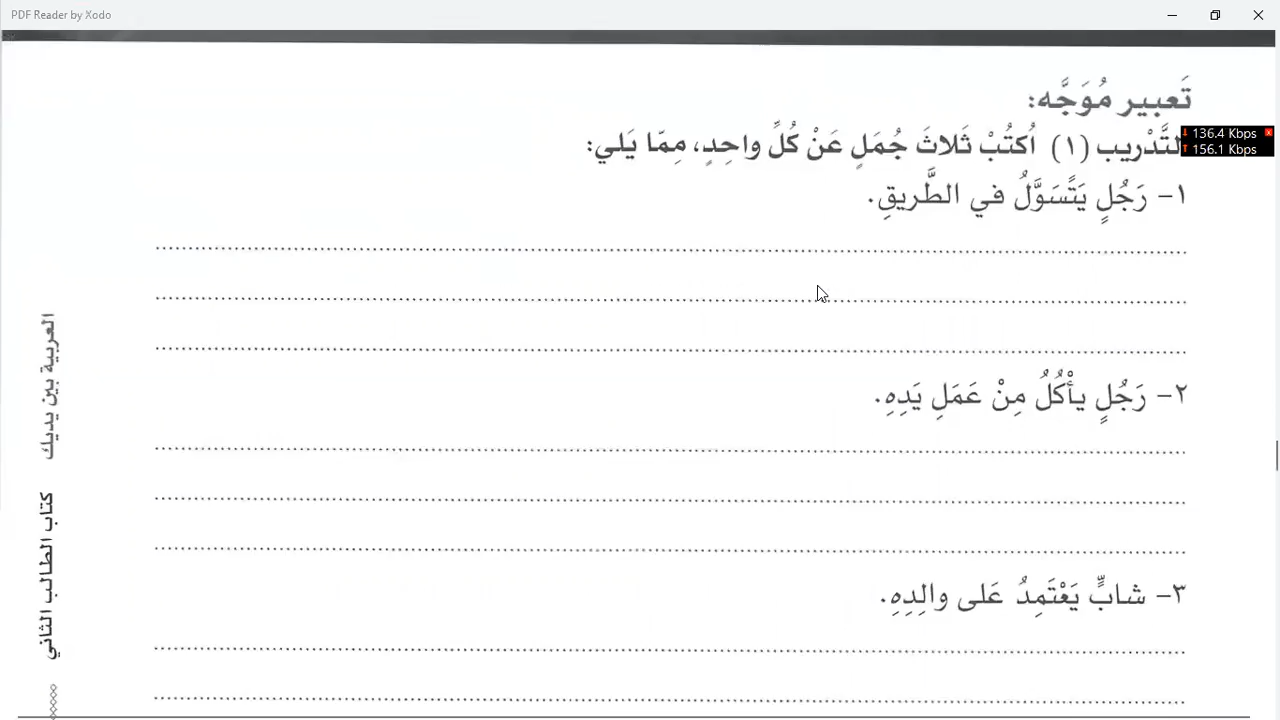 PDF Reader by Xodo
تَعبير مُوَجَّه:
التَّدْريب (١) اُكتُبْ ثَلاثَ جُمَلٍ عَنْ كُلِّ واحِدٍ، مِمّا يَلي:
136.4 Kbps
156.1 Kbps
١- رَجُلٍ يَتًسَوَّلُ في الطَّريقِ.
٢- رَجُلٍ يأْكُلُ مِنْ عَمَلِ يَدِهِ.
٣- شابٍّ يَعْتَمِدُ عَلى والِدِهِ.
العربية بين يديك
كتاب الطالب الثاني